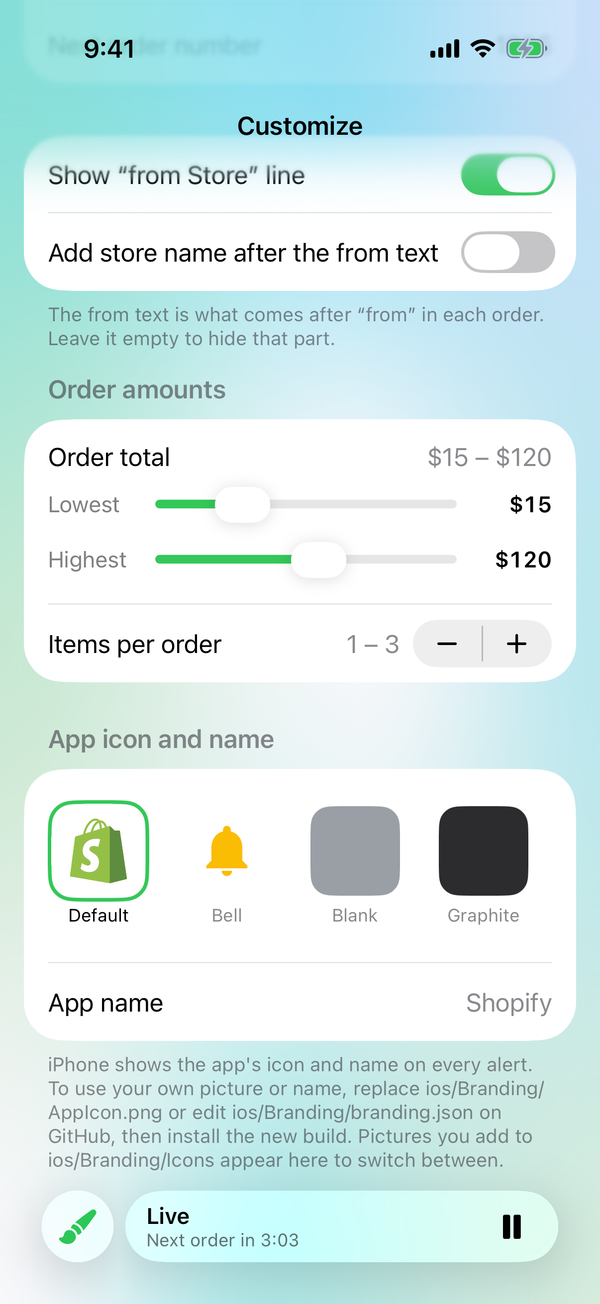 9:41
Customize
Show “from Store” line
Add store name after the from text
The from text is what comes after “from” in each order.
Leave it empty to hide that part.
Order amounts
Order total $15 – $120
Lowest $15
Highest $120
Items per order 1 – 3 − +
App icon and name
S
Default Bell Blank Graphite
App name Shopify
iPhone shows the app's icon and name on every alert.
To use your own picture or name, replace ios/Branding/
AppIcon.png or edit ios/Branding/branding.json on
GitHub, then install the new build. Pictures you add to
ios/Branding/Icons appear here to switch between.
Live
Next order in 3:03